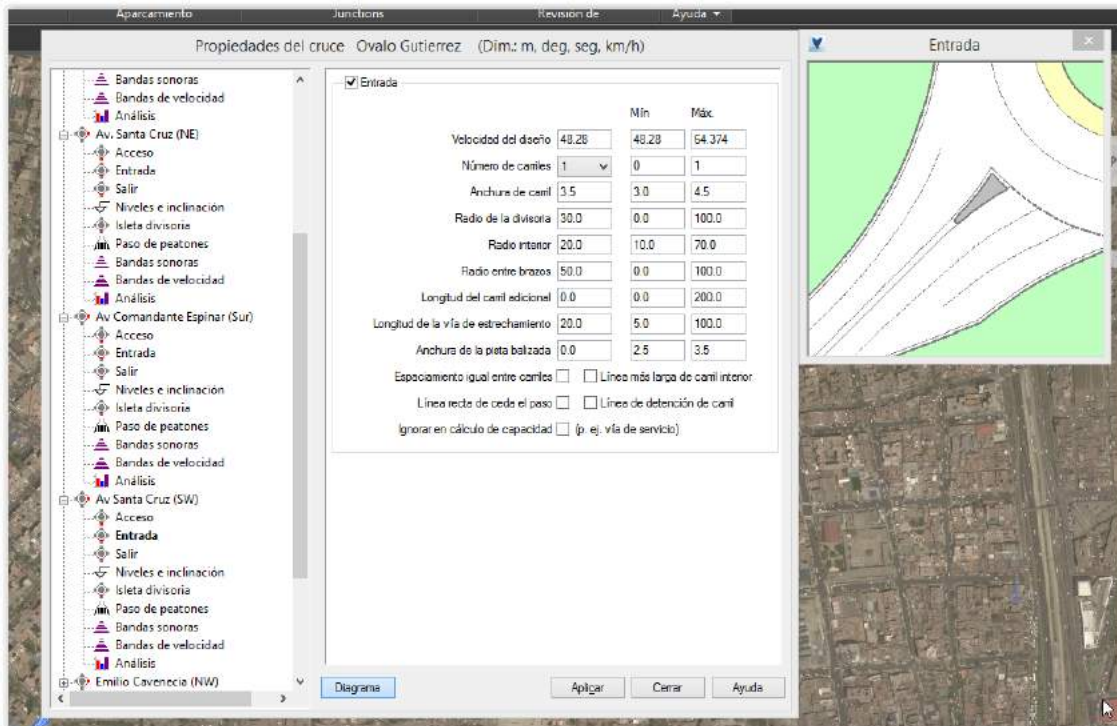 Aparcamiento Junctions Revisión de Ayuda
Propiedades del cruce Ovalo Gutierrez (Dim.: m, deg, seg, km/h)
Entrada
Bandas sonoras
Bandas de velocidad
Análisis
Av. Santa Cruz (NE)
Acceso
Entrada
Salir
Niveles e inclinación
Isleta divisoria
Paso de peatones
Bandas sonoras
Bandas de velocidad
Análisis
Av Comandante Espinar (Sur)
Acceso
Entrada
Salir
Niveles e inclinación
Isleta divisoria
Paso de peatones
Bandas sonoras
Bandas de velocidad
Análisis
Av Santa Cruz (SW)
Acceso
Entrada
Salir
Niveles e inclinación
Isleta divisoria
Paso de peatones
Bandas sonoras
Bandas de velocidad
Análisis
Emilio Cavenecia (NW)
Entrada
Mín Máx.
Velocidad del diseño 48.28 48.28 64.374
Número de carriles 1 0 1
Anchura de carril 3.5 3.0 4.5
Radio de la divisoria 30.0 0.0 100.0
Radio interior 20.0 10.0 70.0
Radio entre brazos 50.0 0.0 100.0
Longitud del carril adicional 0.0 0.0 200.0
Longitud de la vía de estrechamiento 20.0 5.0 100.0
Anchura de la pista balizada 0.0 2.5 3.5
Espaciamiento igual entre carriles Línea más larga de carril interior
Línea recta de ceda el paso Línea de detención de carril
Ignorar en cálculo de capacidad (p. ej. vía de servicio)
Diagrama Aplicar Cerrar Ayuda